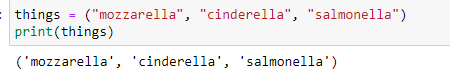 things = ("mozzarella", "cinderella", "salmonella")
print(things)
('mozzarella', 'cinderella', 'salmonella')